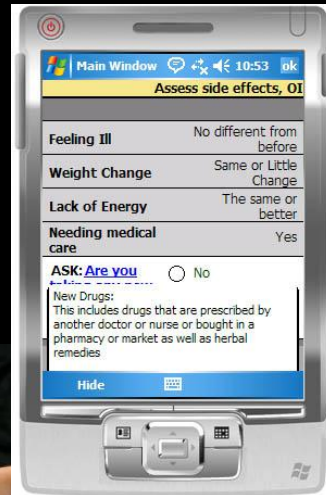 Main Window 10:53 ok
Assess side effects, OI
Feeling Ill No different from
before
Weight Change Same or Little
Change
Lack of Energy The same or
better
Needing medical Yes
care
ASK: Are you No
taking any new
New Drugs:
This includes drugs that are prescribed by
another doctor or nurse or bought in a
pharmacy or market as well as herbal
remedies
Hide